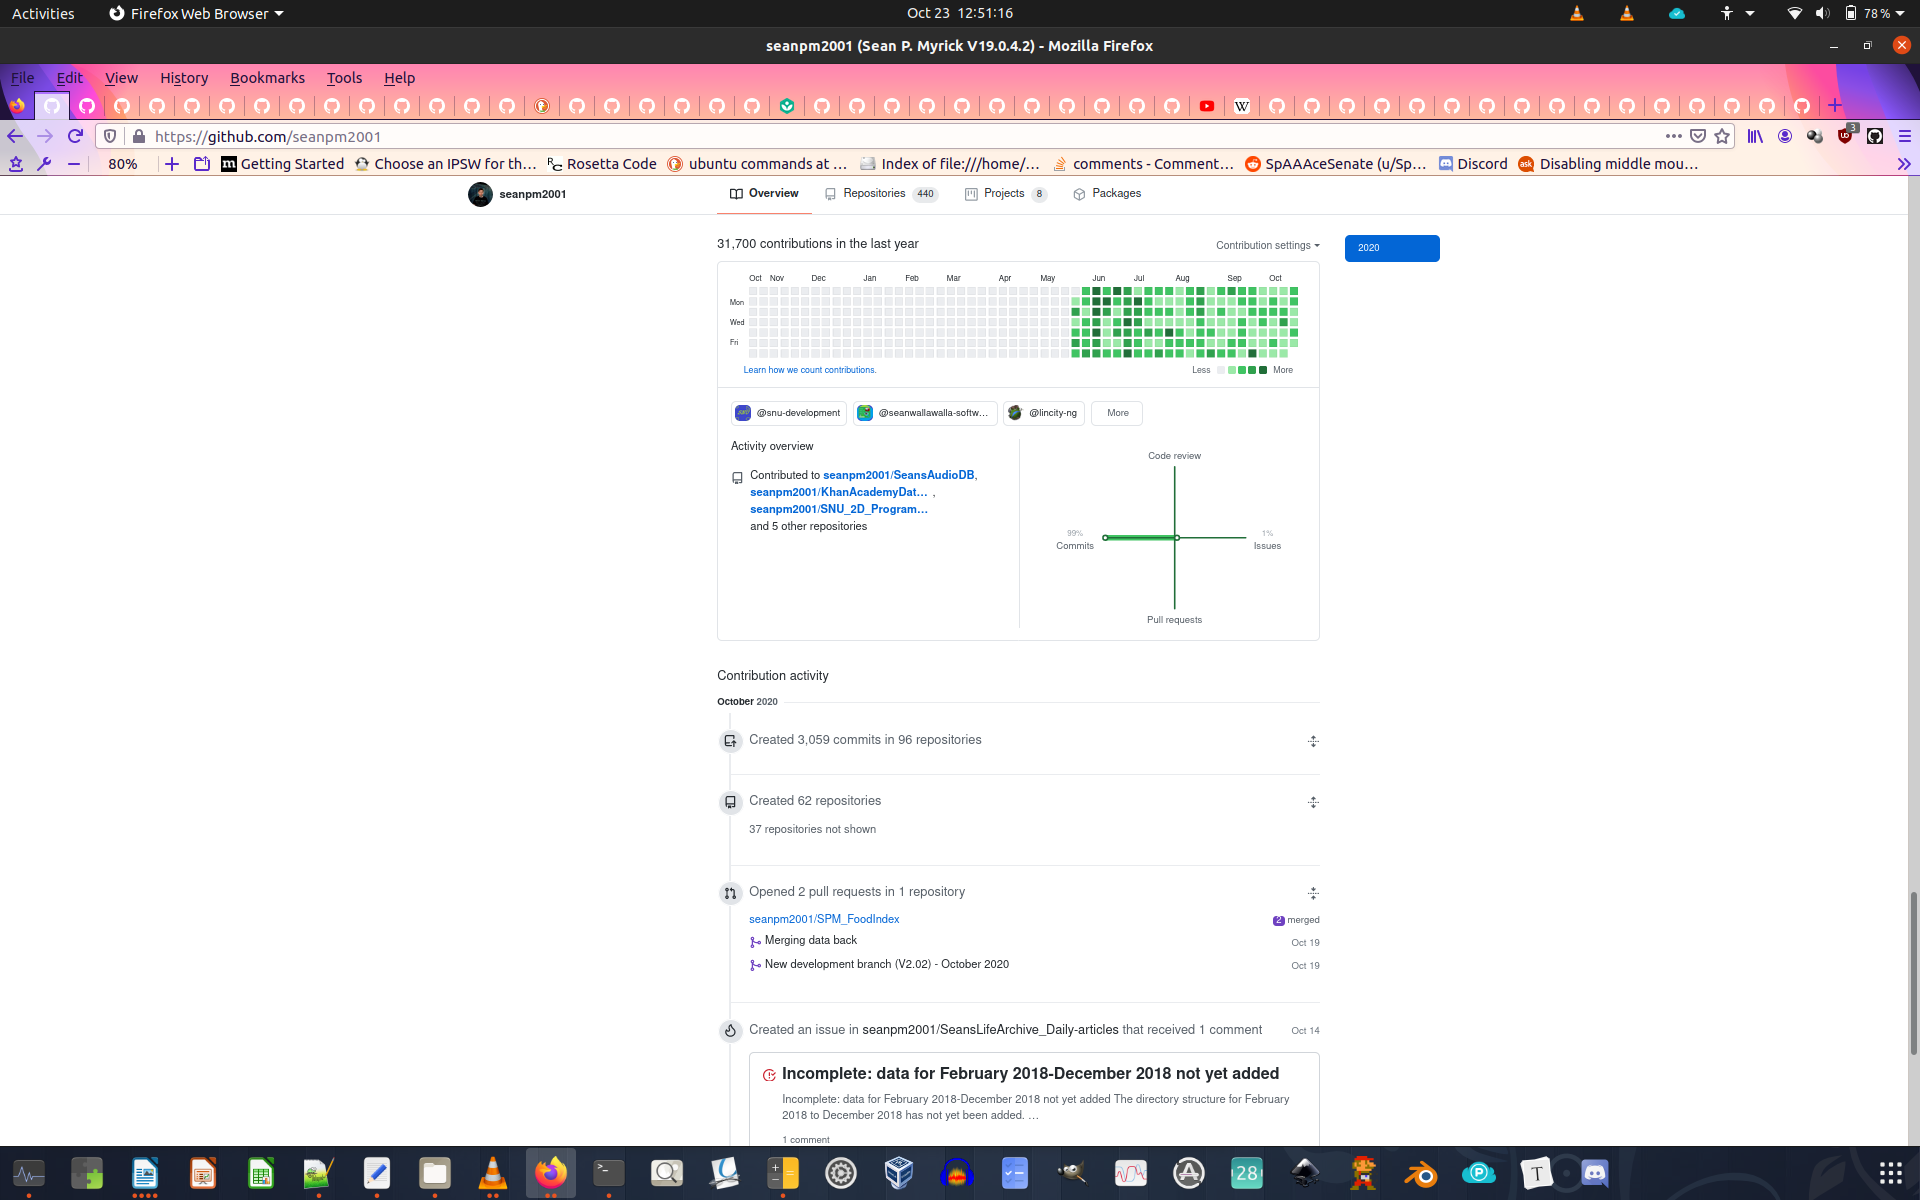 Activities Firefox Web Browser Oct 23 12:51:16 78 %
seanpm2001 (Sean P. Myrick V19.0.4.2) - Mozilla Firefox
File Edit View History Bookmarks Tools Help
https://github.com/seanpm2001 3
80% Getting Started Choose an IPSW for th… Rosetta Code ubuntu commands at … Index of file:///home/… comments - Comment… SpAAAceSenate (u/Sp… Discord Disabling middle mou…
seanpm2001 Overview Repositories 440 Projects 8 Packages
31,700 contributions in the last year Contribution settings 2020
Oct Nov Dec Jan Feb Mar Apr May Jun Jul Aug Sep Oct
Mon
Wed
Fri
Learn how we count contributions. Less More
@snu-development @seanwallawalla-softw… @lincity-ng More
Activity overview
Code review
Contributed to seanpm2001/SeansAudioDB,
seanpm2001/KhanAcademyDat… ,
seanpm2001/SNU_2D_Program…
and 5 other repositories
99% 1%
Commits Issues
Pull requests
Contribution activity
October 2020
Created 3,059 commits in 96 repositories
Created 62 repositories
37 repositories not shown
Opened 2 pull requests in 1 repository
seanpm2001/SPM_FoodIndex 2 merged
Merging data back Oct 19
New development branch (V2.02) - October 2020 Oct 19
Created an issue in seanpm2001/SeansLifeArchive_Daily-articles that received 1 comment Oct 14
Incomplete: data for February 2018-December 2018 not yet added
Incomplete: data for February 2018-December 2018 not yet added The directory structure for February
2018 to December 2018 has not yet been added. …
1 comment
28